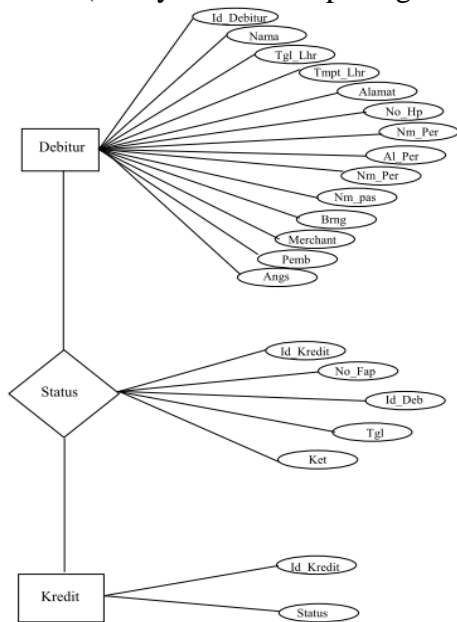 Id_Debitur
Nama
Tgl_Lhr
Tmpt_Lhr
Alamat
No_Hp
Nm_Per
Debitur
Al_Per
Nm_Per
Nm_pas
Brng
Merchant
Pemb
Angs
Id_Kredit
No_Fap
Status
Id_Deb
Tgl
Ket
Id_Kredit
Kredit
Status